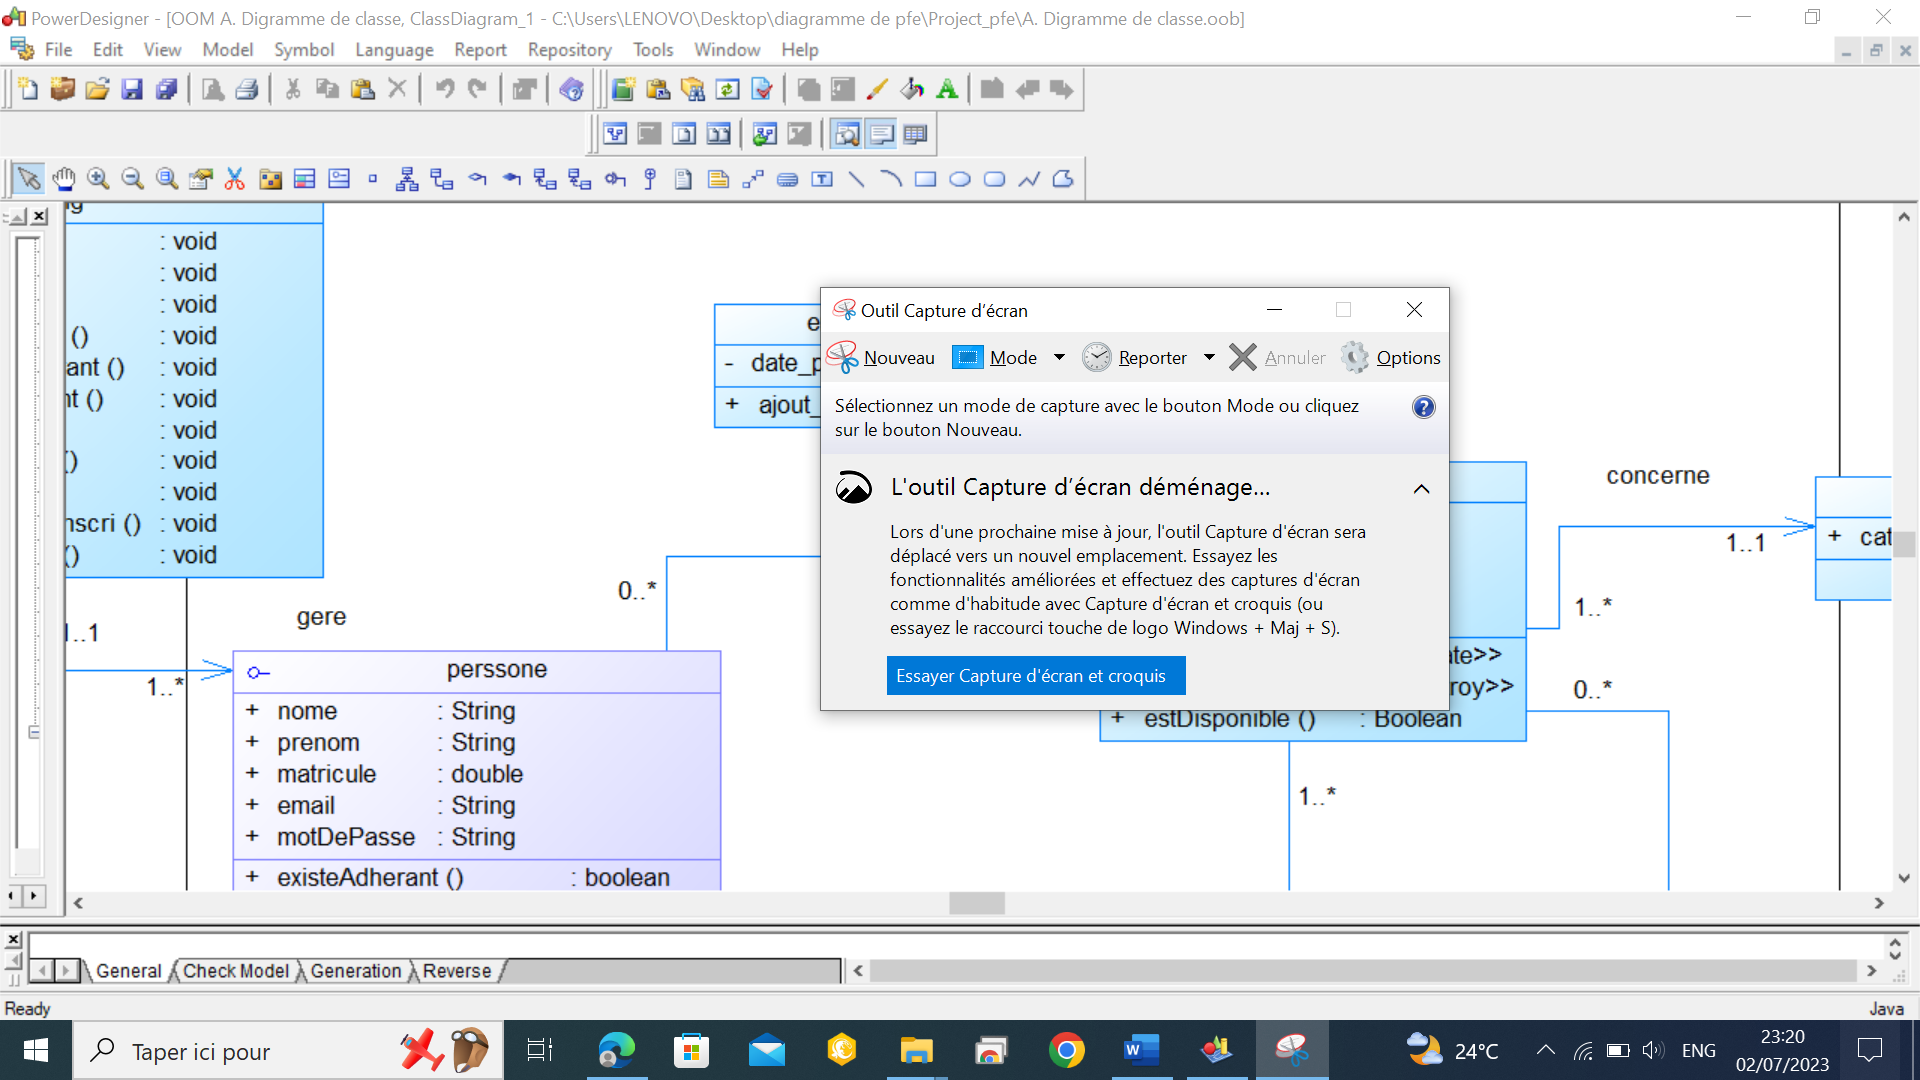 PowerDesigner - [OOM A. Digramme de classe, ClassDiagram_1 - C:\Users\LENOVO\Desktop\diagramme de pfe\Project_pfe\A. Digramme de classe.oob]
File Edit View Model Symbol Language Report Repository Tools Window Help
: void
: void
: void
() : void
ant () : void
nt () : void
: void
() : void
: void
nscri () : void
() : void
gere
1..1
1..*
0..*
perssone
+ nome : String
+ prenom : String
+ matricule : double
+ email : String
+ motDePasse : String
+ existeAdherant () : boolean
e
- date_p
+ ajout_
Outil Capture d'écran
Nouveau Mode Reporter Annuler Options
Sélectionnez un mode de capture avec le bouton Mode ou cliquez
sur le bouton Nouveau.
L'outil Capture d'écran déménage...
Lors d'une prochaine mise à jour, l'outil Capture d'écran sera
déplacé vers un nouvel emplacement. Essayez les
fonctionnalités améliorées et effectuez des captures d'écran
comme d'habitude avec Capture d'écran et croquis (ou
essayez le raccourci touche de logo Windows + Maj + S).
Essayer Capture d'écran et croquis
ate>>
roy>>
+ estDisponible () : Boolean
concerne
1..1
1..*
0..*
1..*
+ cat
General Check Model Generation Reverse
Ready
Java
Taper ici pour
24°C
ENG
23:20
02/07/2023